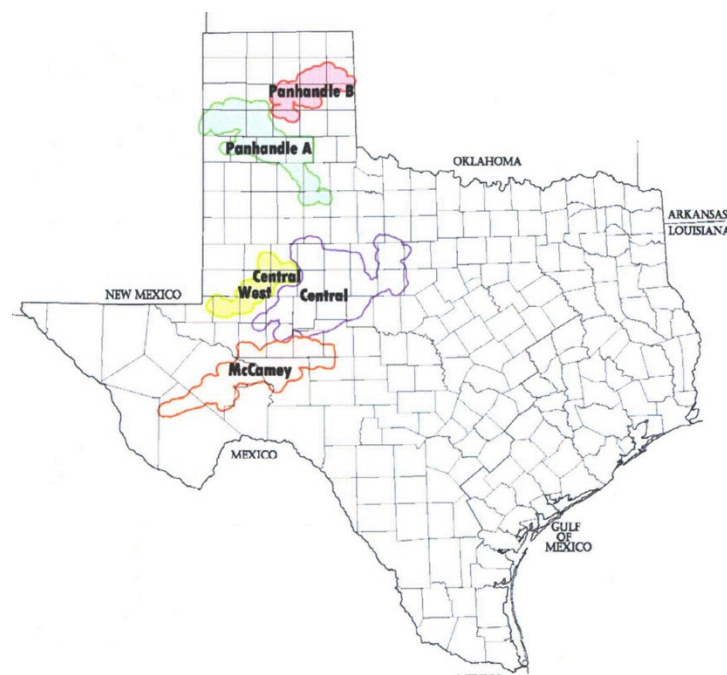 Panhandle B
Panhandle A
OKLAHOMA
ARKANSAS
LOUISIANA
Central
West
Central
NEW MEXICO
McCamey
MEXICO
GULF
OF
MEXICO